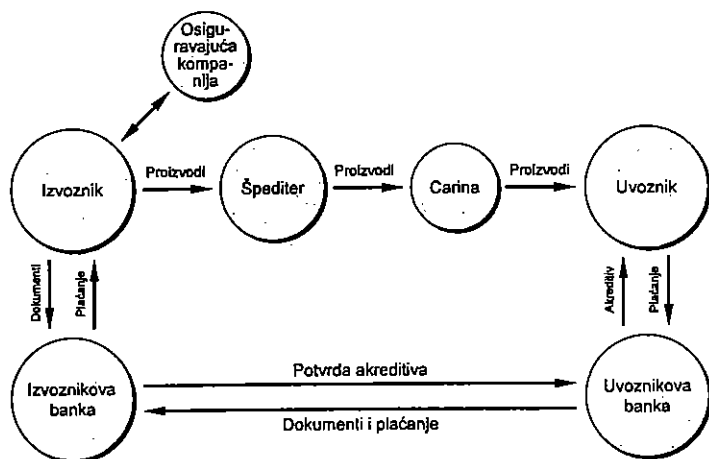 Osigu-
ravajuća
kompa-
nija
Izvoznik
Proizvodi
Špediter
Proizvodi
Carina
Proizvodi
Uvoznik
Dokumenti
Plaćanje
Akreditiv
Plaćanje
Izvoznikova
banka
Potvrda akreditiva
Dokumenti i plaćanje
Uvoznikova
banka